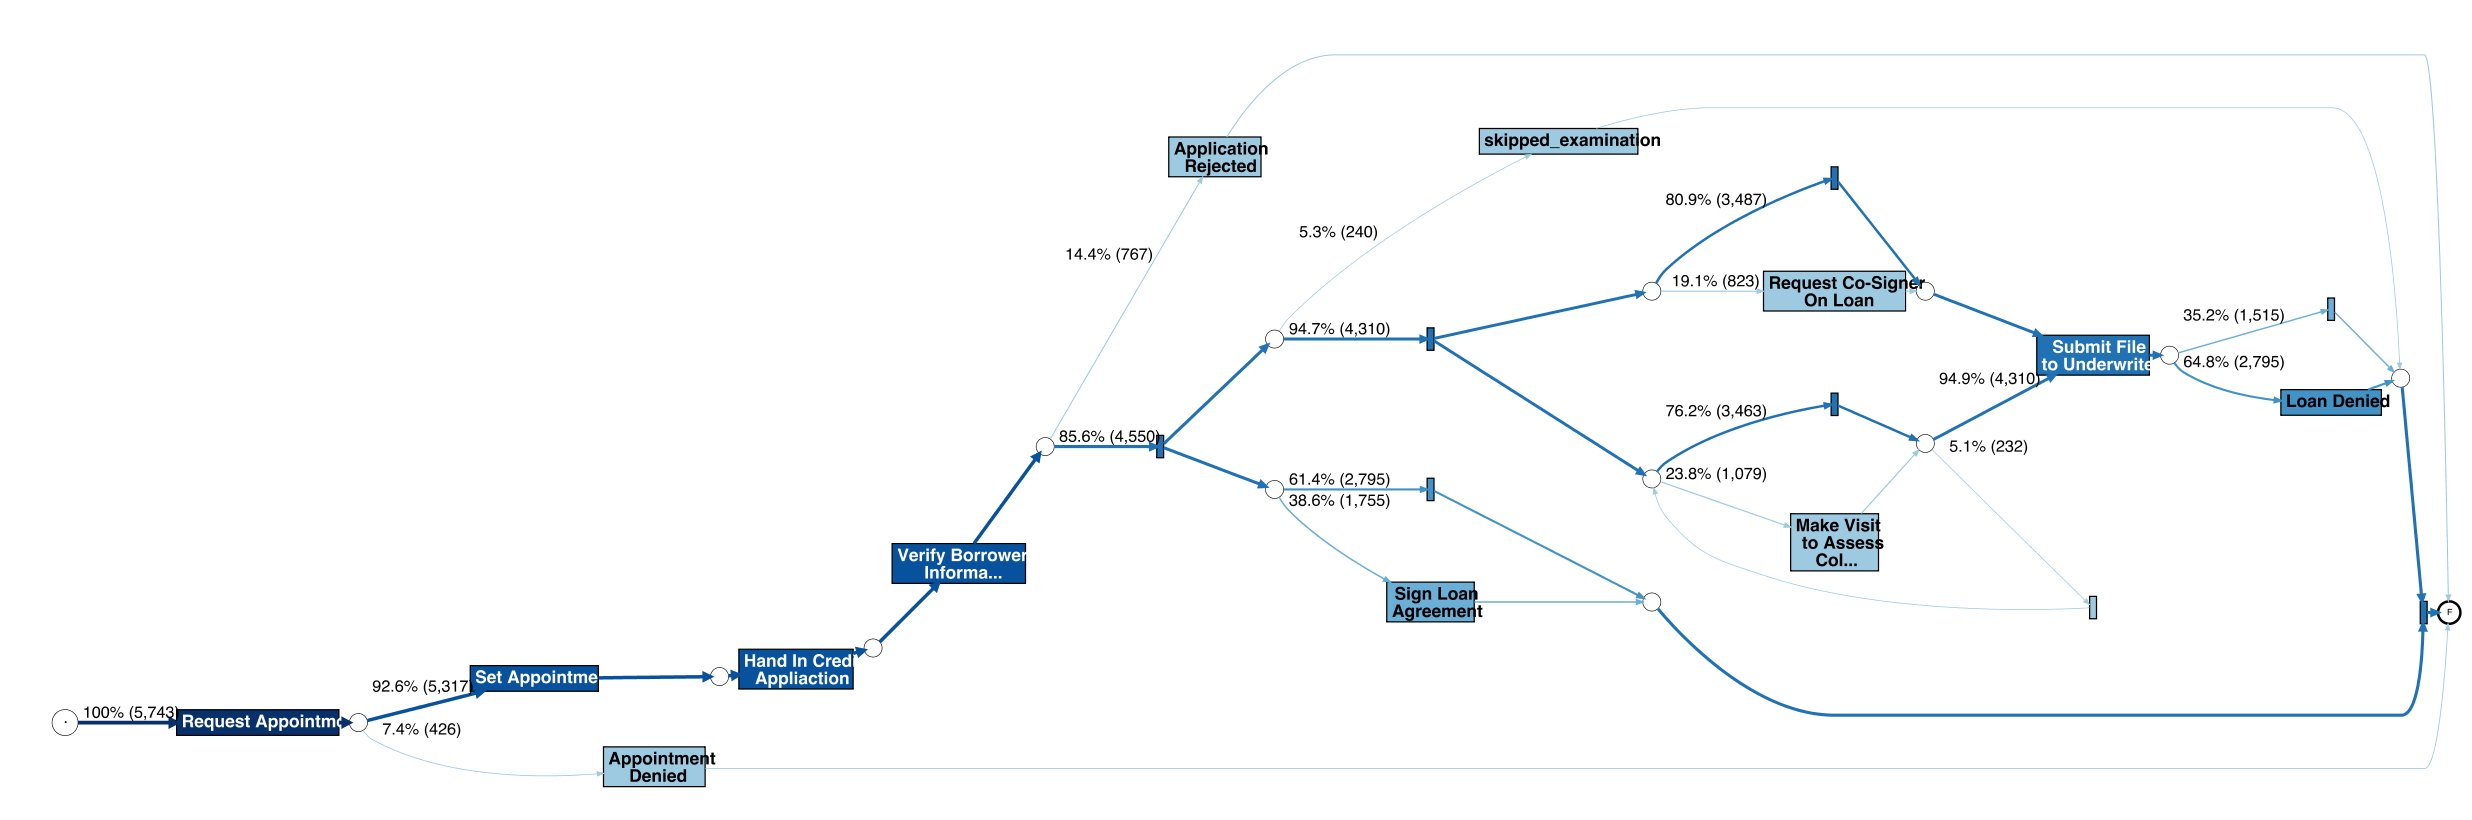 Application
Rejected
skipped_examination
80.9% (3,487)
5.3% (240)
14.4% (767)
19.1% (823)
Request Co-Signer
On Loan
94.7% (4,310)
35.2% (1,515)
Submit File
to Underwrite
64.8% (2,795)
94.9% (4,310)
Loan Denied
76.2% (3,463)
85.6% (4,550)
5.1% (232)
61.4% (2,795)
38.6% (1,755)
23.8% (1,079)
Make Visit
to Assess
Col...
Verify Borrower
Informa...
Sign Loan
Agreement
F
Hand In Cred
Appliaction
Set Appointme
92.6% (5,317)
100% (5,743)
Request Appointme
7.4% (426)
Appointment
Denied